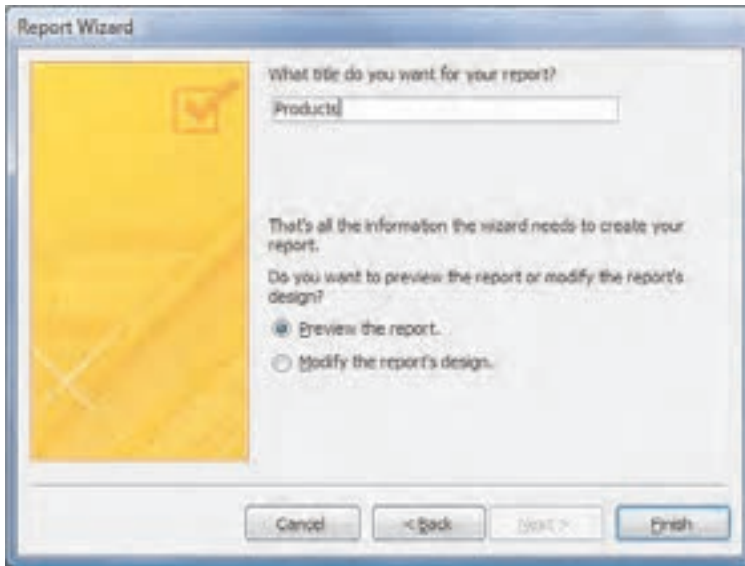 Report Wizard
What title do you want for your report?
Products
That's all the information the wizard needs to create your
report.
Do you want to preview the report or modify the report's
design?
Preview the report.
Modify the report's design.
Cancel
< Back
Next >
Finish